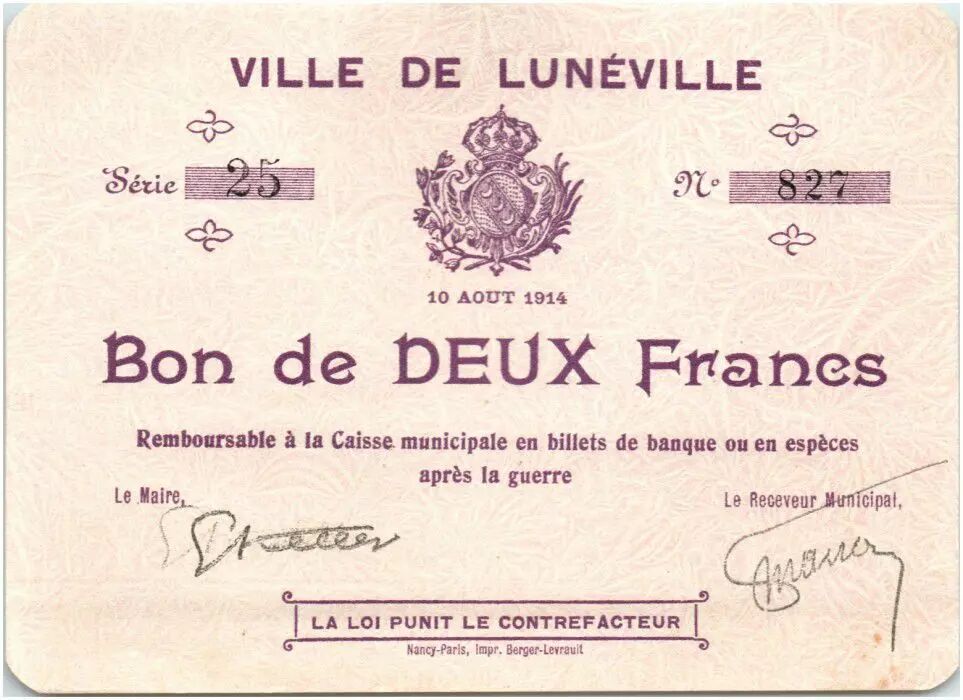 VILLE DE LUNÉVILLE
Série 25
Nº 827
10 AOUT 1914
Bon de DEUX Francs
Remboursable à la Caisse municipale en billets de banque ou en espèces
après la guerre
Le Maire,
Le Receveur Municipal,
LA LOI PUNIT LE CONTREFACTEUR
Nancy-Paris, Impr. Berger-Levrault